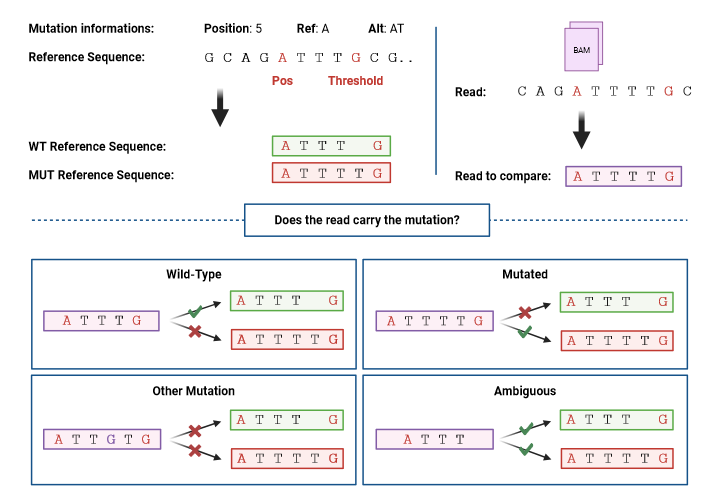 Mutation informations: Position: 5 Ref: A Alt: AT
Reference Sequence: G C A G A T T T G C G . .
Pos Threshold
WT Reference Sequence: A T T T G
MUT Reference Sequence: A T T T T G
BAM
Read: C A G A T T T T G C
Read to compare: A T T T T G
Does the read carry the mutation?
Wild-Type
A T T T G
A T T T G
A T T T T G
Mutated
A T T T T G
A T T T G
A T T T T G
Other Mutation
A T T G T G
A T T T G
A T T T T G
Ambiguous
A T T T
A T T T G
A T T T T G